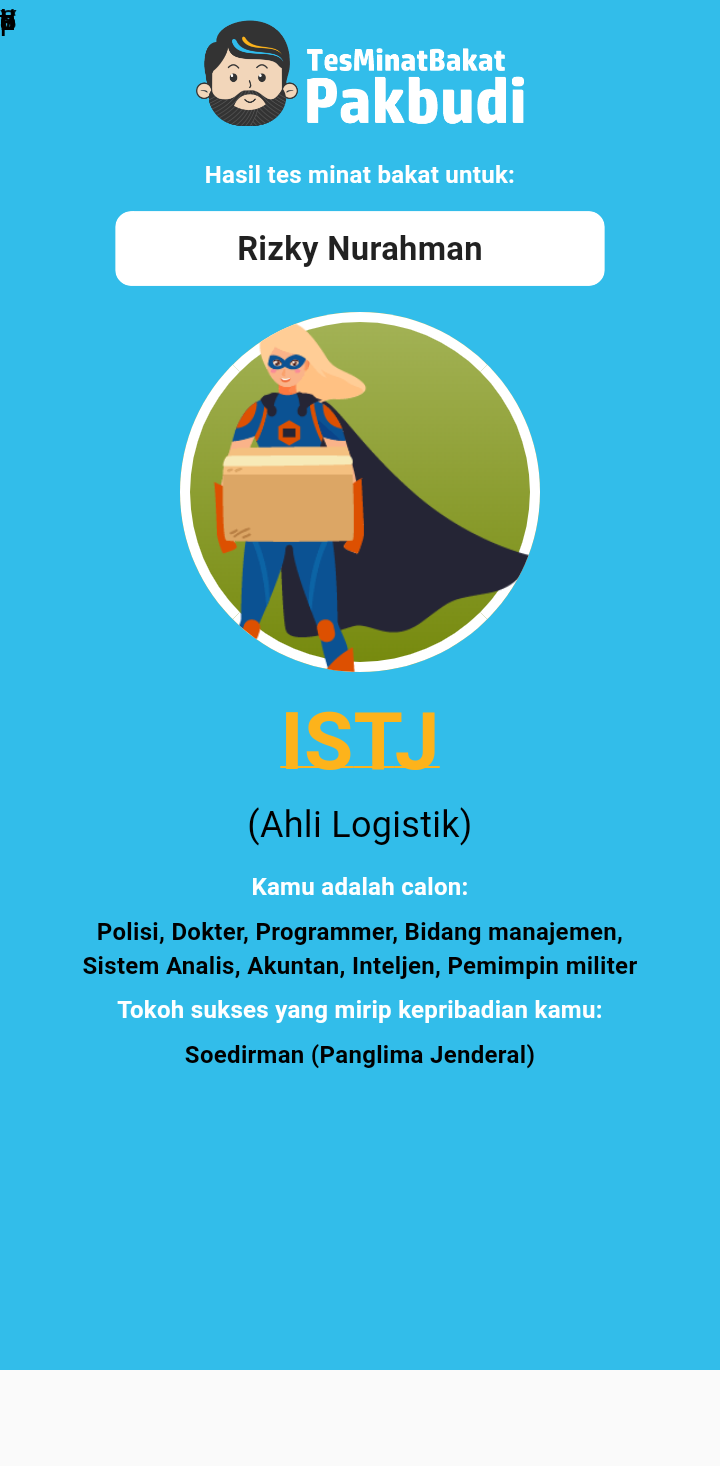 TesMinatBakat
Pakbudi
Hasil tes minat bakat untuk:
Rizky Nurahman
ISTJ
(Ahli Logistik)
Kamu adalah calon:
Polisi, Dokter, Programmer, Bidang manajemen,
Sistem Analis, Akuntan, Inteljen, Pemimpin militer
Tokoh sukses yang mirip kepribadian kamu:
Soedirman (Panglima Jenderal)